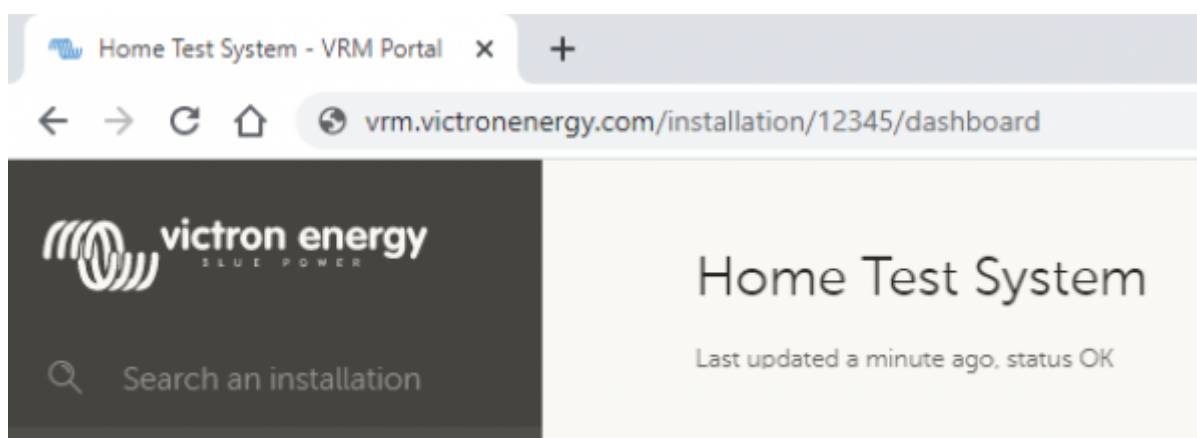 Home Test System - VRM Portal
vrm.victronenergy.com/installation/12345/dashboard
victron energy
BLUE POWER
Search an installation
Home Test System
Last updated a minute ago, status OK